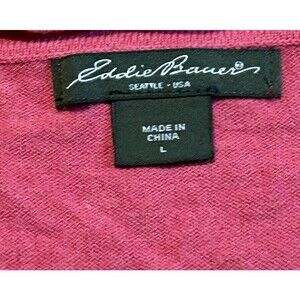 Eddie Bauer®
SEATTLE - USA
MADE IN
CHINA
L